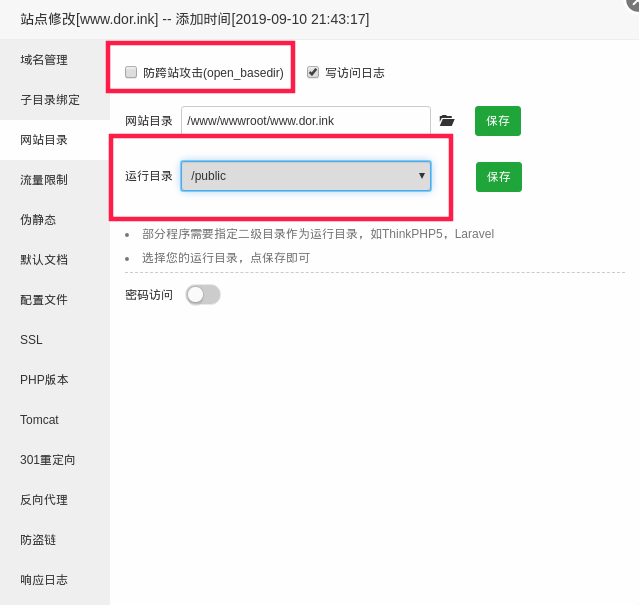 站点修改[www.dor.ink] -- 添加时间[2019-09-10 21:43:17]
域名管理
子目录绑定
网站目录
流量限制
伪静态
默认文档
配置文件
SSL
PHP版本
Tomcat
301重定向
反向代理
防盗链
响应日志
防跨站攻击(open_basedir) 写访问日志
网站目录 /www/wwwroot/www.dor.ink 保存
运行目录 /public 保存
部分程序需要指定二级目录作为运行目录，如ThinkPHP5，Laravel
选择您的运行目录，点保存即可
密码访问